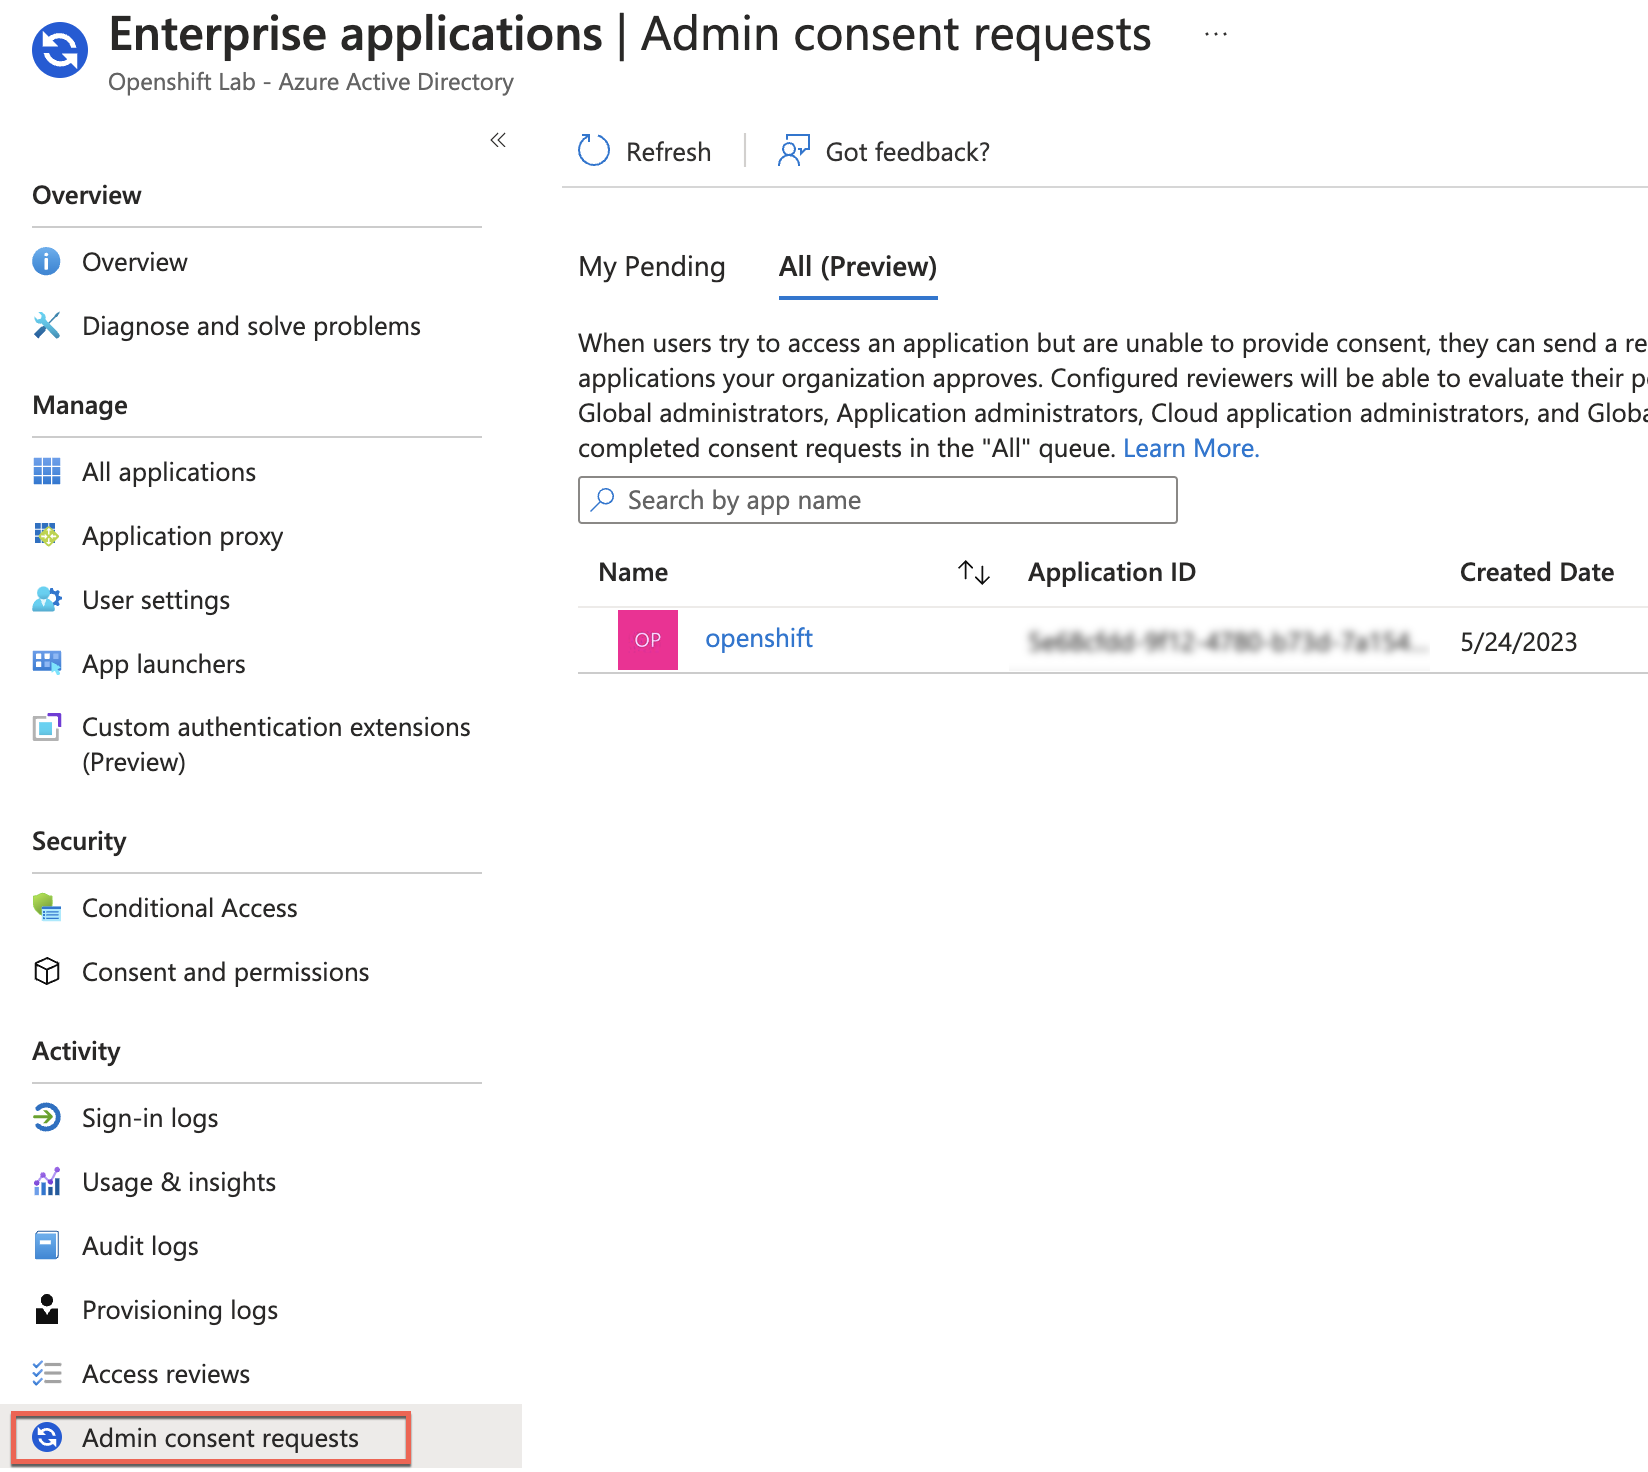 Enterprise applications | Admin consent requests ...
Openshift Lab - Azure Active Directory
«
Overview
Overview
Diagnose and solve problems
Manage
All applications
Application proxy
User settings
App launchers
Custom authentication extensions
(Preview)
Security
Conditional Access
Consent and permissions
Activity
Sign-in logs
Usage & insights
Audit logs
Provisioning logs
Access reviews
Admin consent requests
Refresh
Got feedback?
My Pending All (Preview)
When users try to access an application but are unable to provide consent, they can send a re
applications your organization approves. Configured reviewers will be able to evaluate their p
Global administrators, Application administrators, Cloud application administrators, and Globa
completed consent requests in the "All" queue. Learn More.
Search by app name
Name Application ID Created Date
OP openshift 5/24/2023